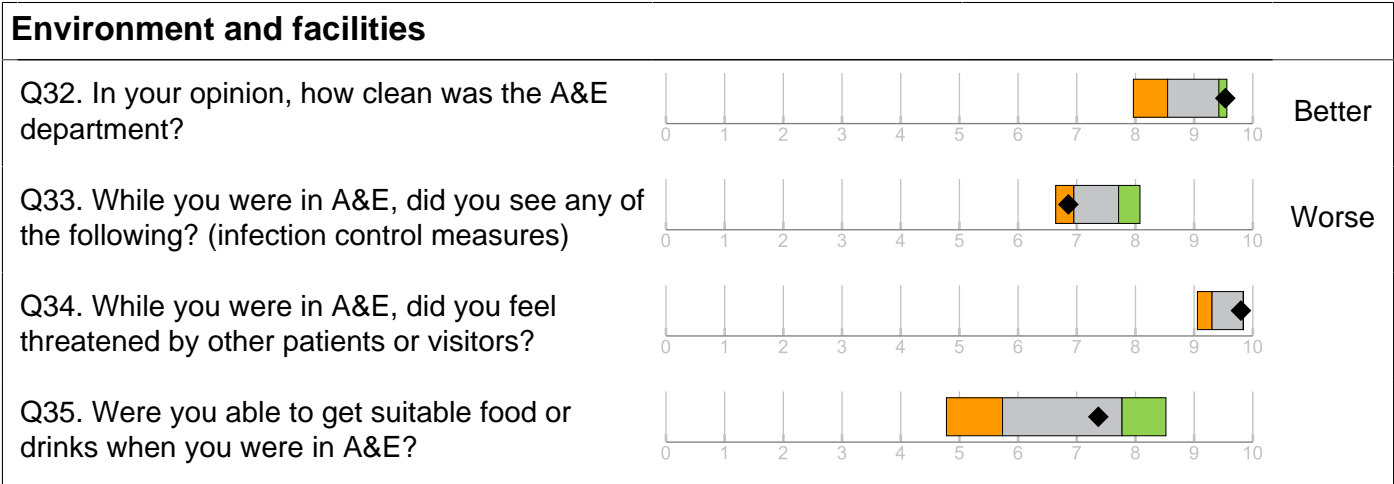 Environment and facilities
Q32. In your opinion, how clean was the A&E
department?
0 1 2 3 4 5 6 7 8 9 10
Better
Q33. While you were in A&E, did you see any of
the following? (infection control measures)
0 1 2 3 4 5 6 7 8 9 10
Worse
Q34. While you were in A&E, did you feel
threatened by other patients or visitors?
0 1 2 3 4 5 6 7 8 9 10
Q35. Were you able to get suitable food or
drinks when you were in A&E?
0 1 2 3 4 5 6 7 8 9 10